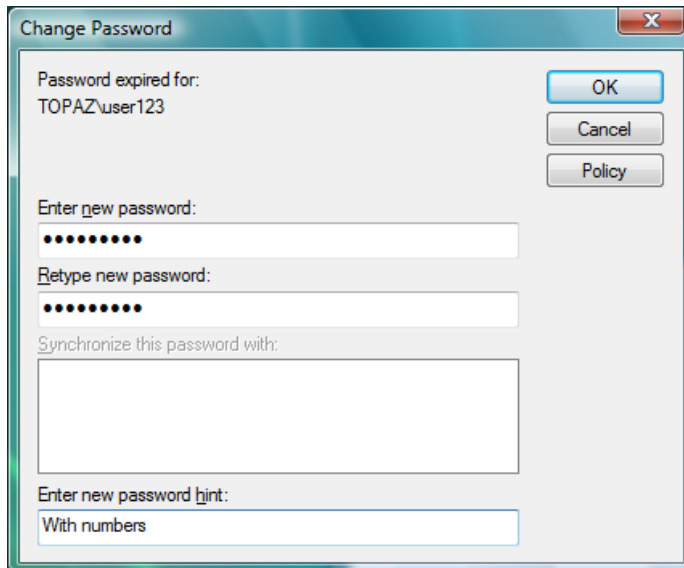 Change Password
Password expired for:
TOPAZ\user123
OK
Cancel
Policy
Enter new password:
•••••••••
Retype new password:
•••••••••
Synchronize this password with:
Enter new password hint:
With numbers